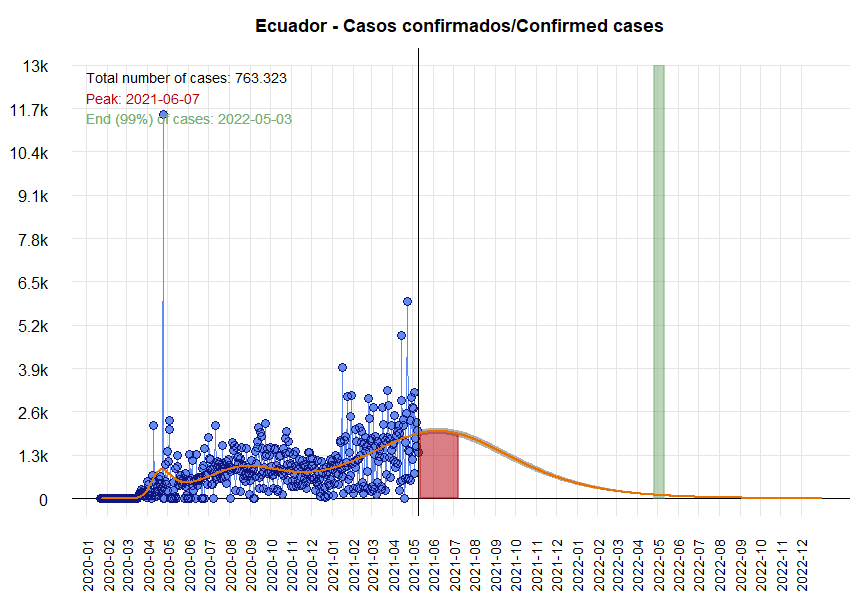 Ecuador - Casos confirmados/Confirmed cases
13k
11.7k
10.4k
9.1k
7.8k
6.5k
5.2k
3.9k
2.6k
1.3k
0
Total number of cases: 763.323
Peak: 2021-06-07
End (99%) of cases: 2022-05-03
2020-01
2020-02
2020-03
2020-04
2020-05
2020-06
2020-07
2020-08
2020-09
2020-10
2020-11
2020-12
2021-01
2021-02
2021-03
2021-04
2021-05
2021-06
2021-07
2021-08
2021-09
2021-10
2021-11
2021-12
2022-01
2022-02
2022-03
2022-04
2022-05
2022-06
2022-07
2022-08
2022-09
2022-10
2022-11
2022-12